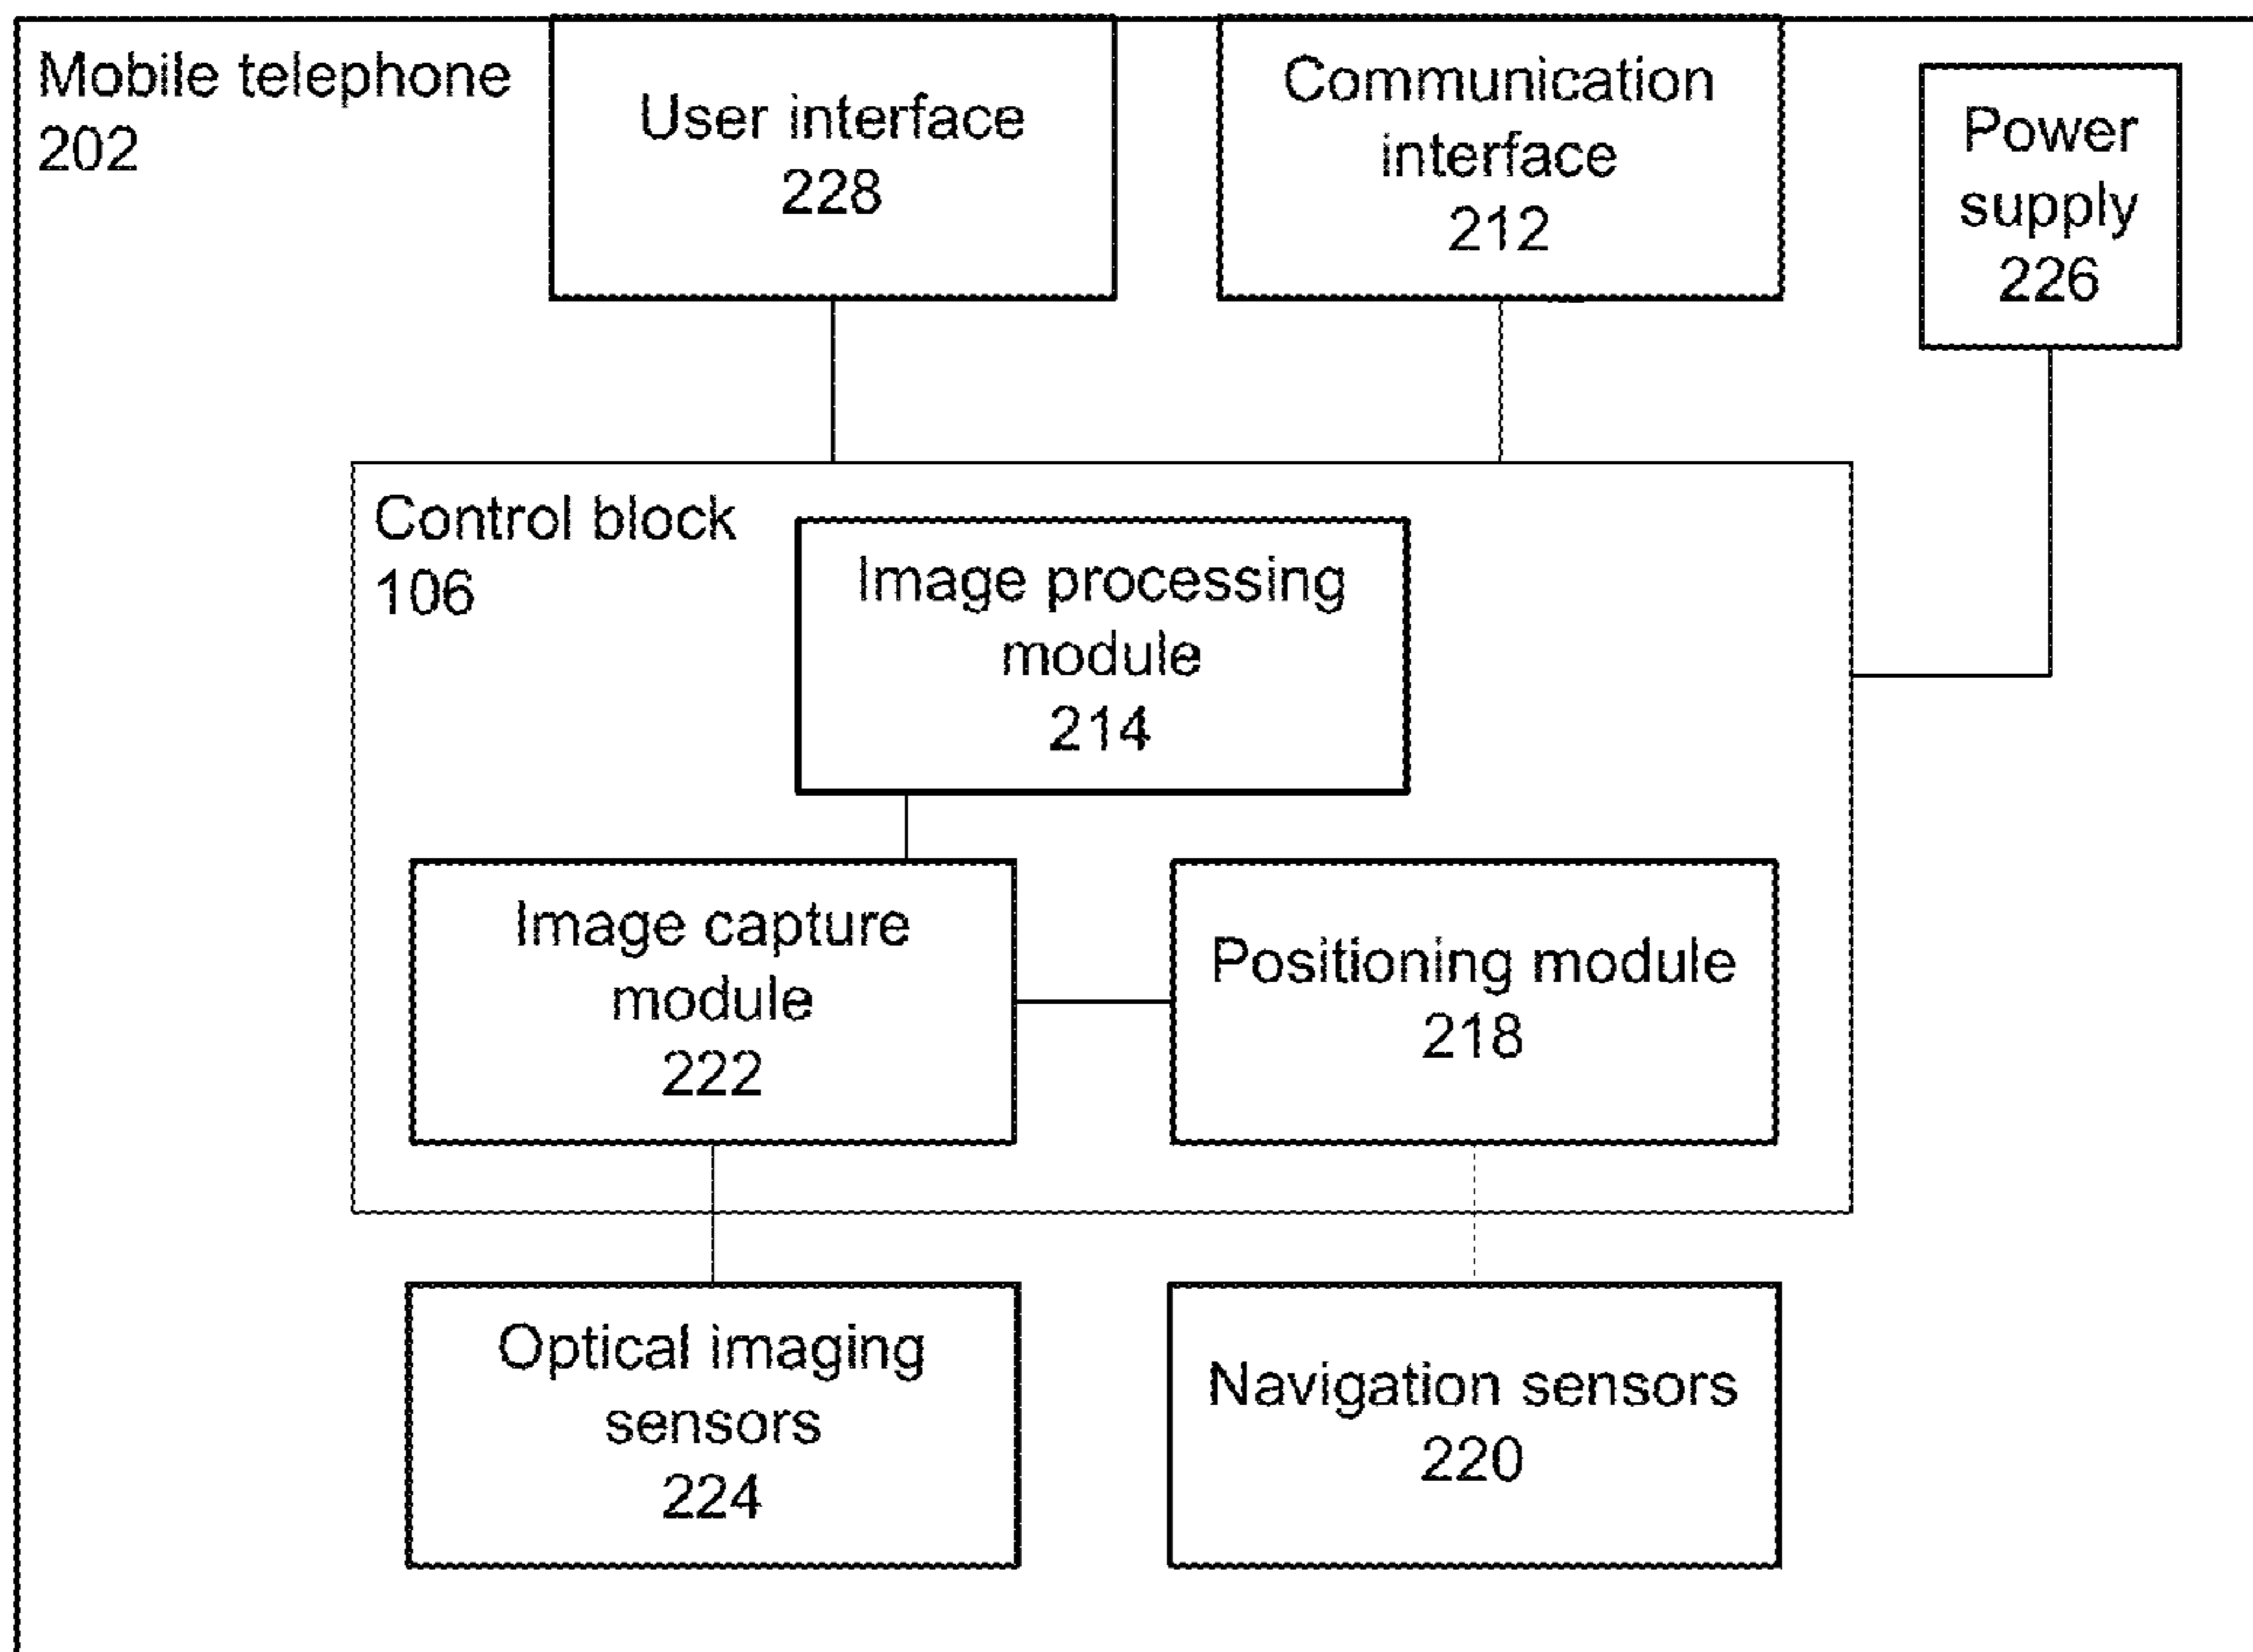 Mobile telephone
202
User interface
228
Communication
interface
212
Power
supply
226
Control block
106
Image processing
module
214
Image capture
module
222
Positioning module
218
Optical imaging
sensors
224
Navigation sensors
220